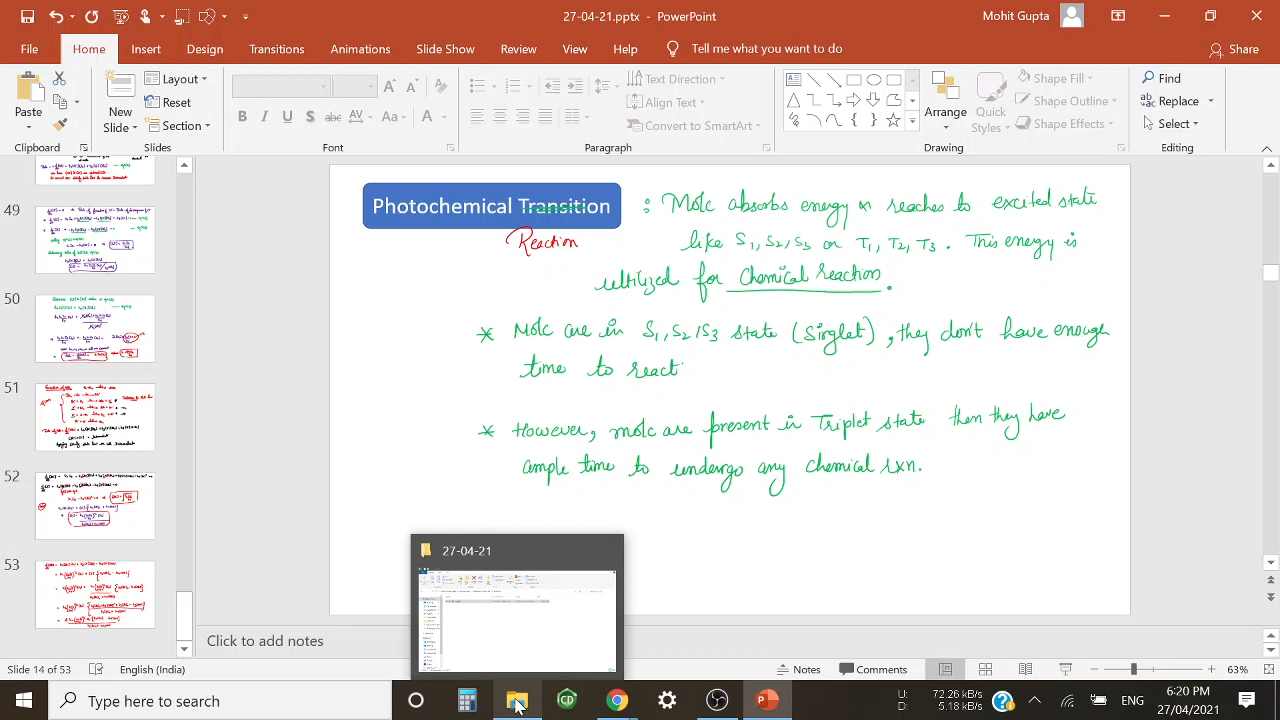 27-04-21.pptx — PowerPoint
Mohit Gupta
File Home Insert Design Transitions Animations Slide Show Review View Help Tell me what you want to do Share
Paste
New Slide
Layout
Reset
Section
Text Direction
Align Text
Convert to SmartArt
Arrange
Quick Styles
Shape Fill
Shape Outline
Shape Effects
Find
Replace
Select
Clipboard Slides Font Paragraph Drawing Editing
49
50
51
52
53
Photochemical Transition : Molc absorbs energy n reaches to excited state
Reaction like S1, S2, S3 or T1, T2, T3. This energy is
ultilized for Chemical reaction.
* Molc are in S1, S2/S3 state (Singlet), they don't have enough
time to react
* However, molc are present in Triplet state then they have
ample time to undergo any chemical rxn.
27-04-21
Click to add notes
Slide 14 of 53 English (India) Notes Comments 63%
Type here to search
U: 72.26 kB/s
D: 5.18 kB/s
ENG
6:20 PM
27/04/2021